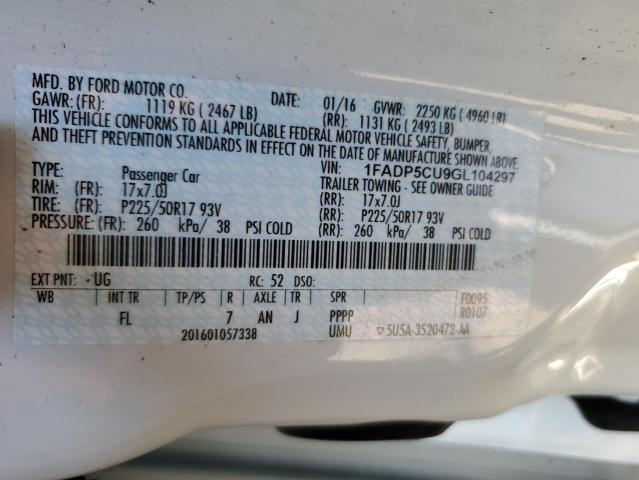 MFD. BY FORD MOTOR CO.
DATE: 01/16 GVWR: 2250 KG ( 4960 LB)
GAWR: (FR): 1119 KG ( 2467 LB) (RR): 1131 KG ( 2493 LB)
THIS VEHICLE CONFORMS TO ALL APPLICABLE FEDERAL MOTOR VEHICLE SAFETY, BUMPER,
AND THEFT PREVENTION STANDARDS IN EFFECT ON THE DATE OF MANUFACTURE SHOWN ABOVE
VIN: 1FADP5CU9GL104297
TYPE: Passenger Car TRAILER TOWING - SEE OWNER GUIDE
RIM: (FR): 17x7.0J (RR): 17x7.0J
TIRE: (FR): P225/50R17 93V (RR): P225/50R17 93V
PRESSURE: (FR): 260 kPa/ 38 PSI COLD (RR): 260 kPa/ 38 PSI COLD
EXT PNT: - UG RC: 52 DSO:
WB INT TR TP/PS R AXLE TR SPR F0095
R0107
FL 7 AN J PPPP
201601057338 UMU ▽5U5A-3520472-AA